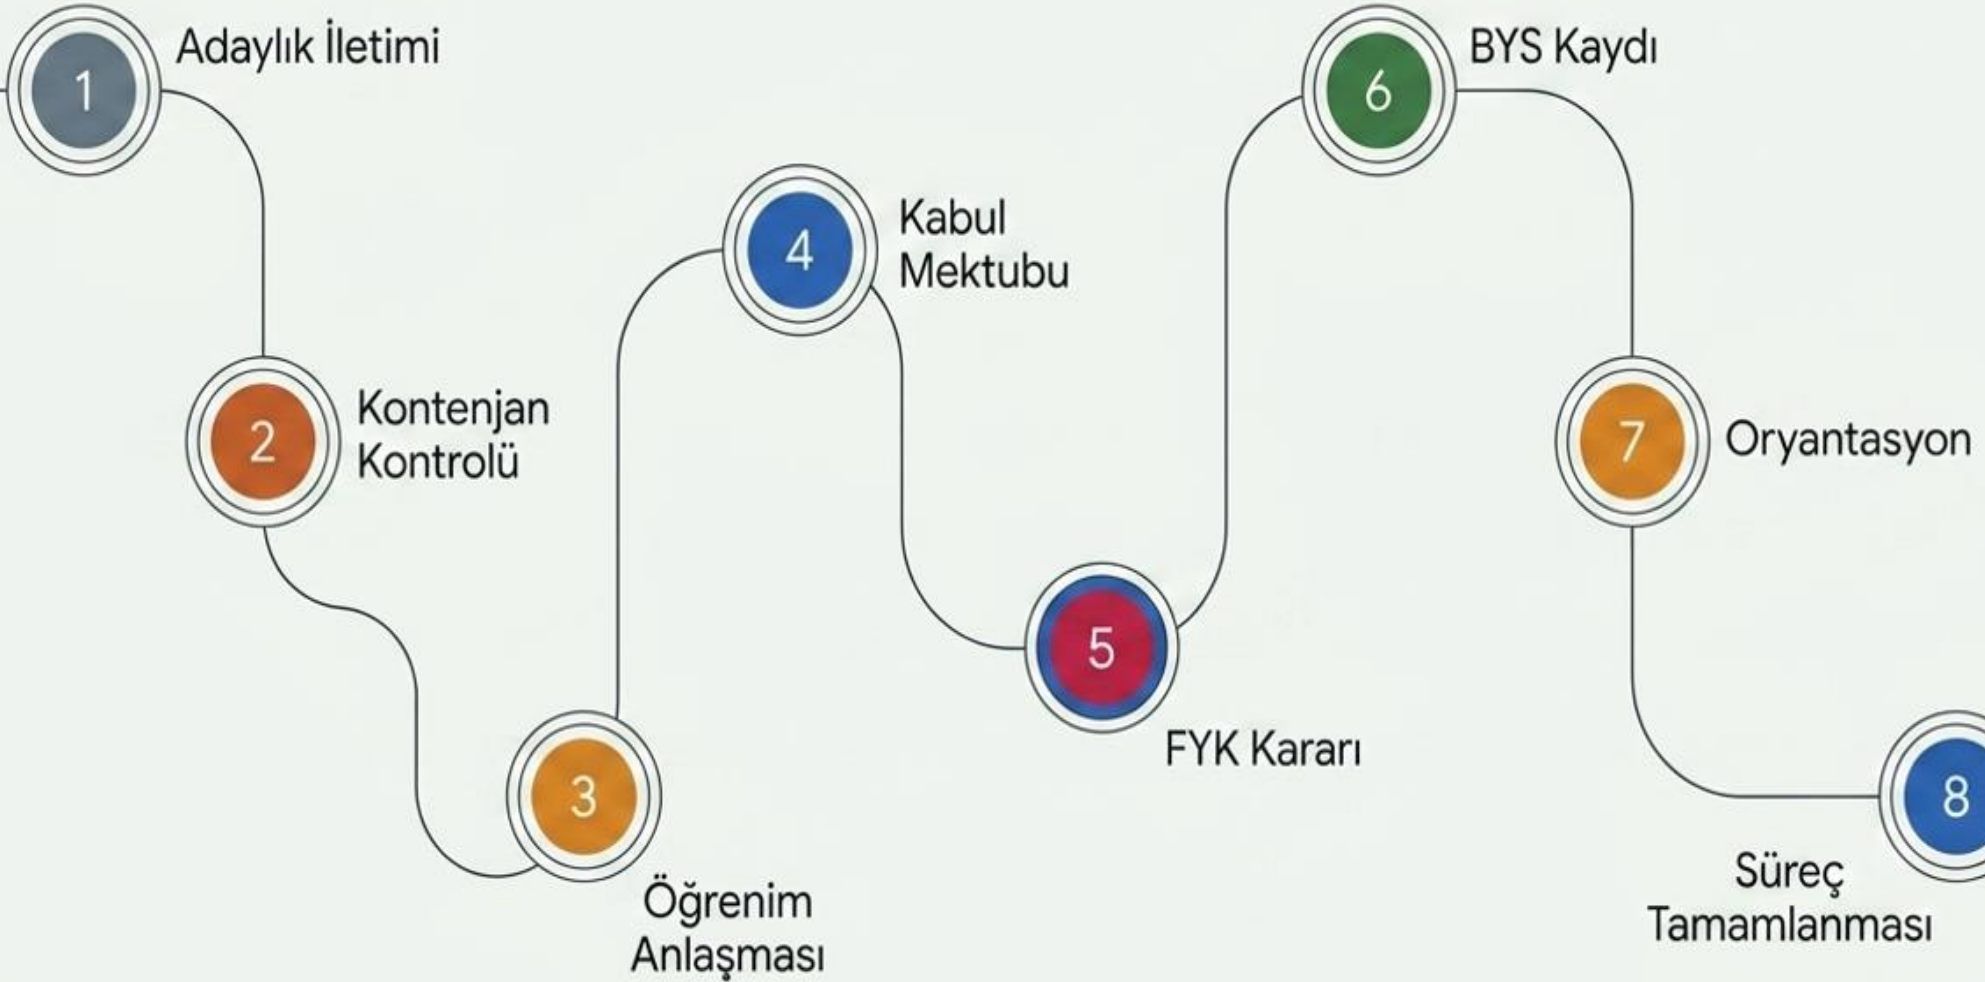 1
Adaylık İletimi
2
Kontenjan
Kontrolü
3
Öğrenim
Anlaşması
4
Kabul
Mektubu
5
FYK Kararı
6
BYS Kaydı
7
Oryantasyon
8
Süreç
Tamamlanması